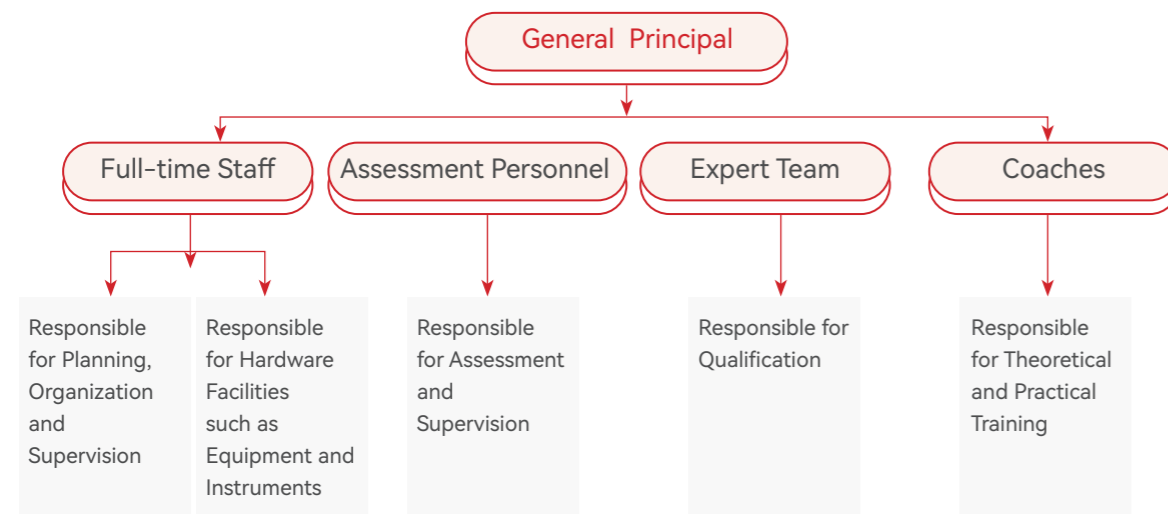 General Principal
Full-time Staff
Assessment Personnel
Expert Team
Coaches
Responsible
for Planning,
Organization
and
Supervision
Responsible
for Hardware
Facilities
such as
Equipment and
Instruments
Responsible
for Assessment
and
Supervision
Responsible for
Qualification
Responsible
for Theoretical
and Practical
Training